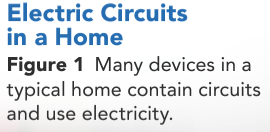 Electric Circuits
in a Home
Figure 1 Many devices in a
typical home contain circuits
and use electricity.